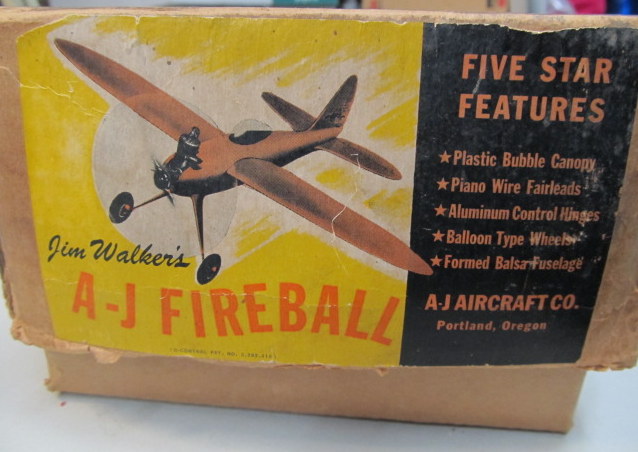 FIVE STAR
FEATURES
★Plastic Bubble Canopy
★Piano Wire Fairleads
★Aluminum Control Hinges
★Balloon Type Wheels
★Formed Balsa Fuselage
A-J AIRCRAFT CO.
Portland, Oregon
Jim Walker's
A-J FIREBALL